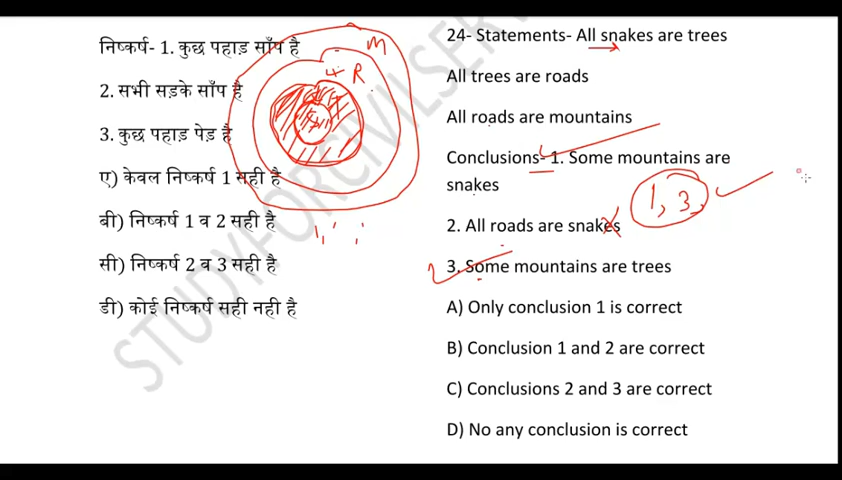 निष्कर्ष- 1. कुछ पहाड़ साँप है
2. सभी सड़के साँप है
3. कुछ पहाड़ पेड़ है
ए) केवल निष्कर्ष 1 सही है
बी) निष्कर्ष 1 व 2 सही है
सी) निष्कर्ष 2 व 3 सही है
डी) कोई निष्कर्ष सही नही है
M
R
24- Statements- All snakes are trees
All trees are roads
All roads are mountains
Conclusions- 1. Some mountains are
snakes
1, 3
2. All roads are snakes
3. Some mountains are trees
A) Only conclusion 1 is correct
B) Conclusion 1 and 2 are correct
C) Conclusions 2 and 3 are correct
D) No any conclusion is correct
STUDYFORCIVILSERV